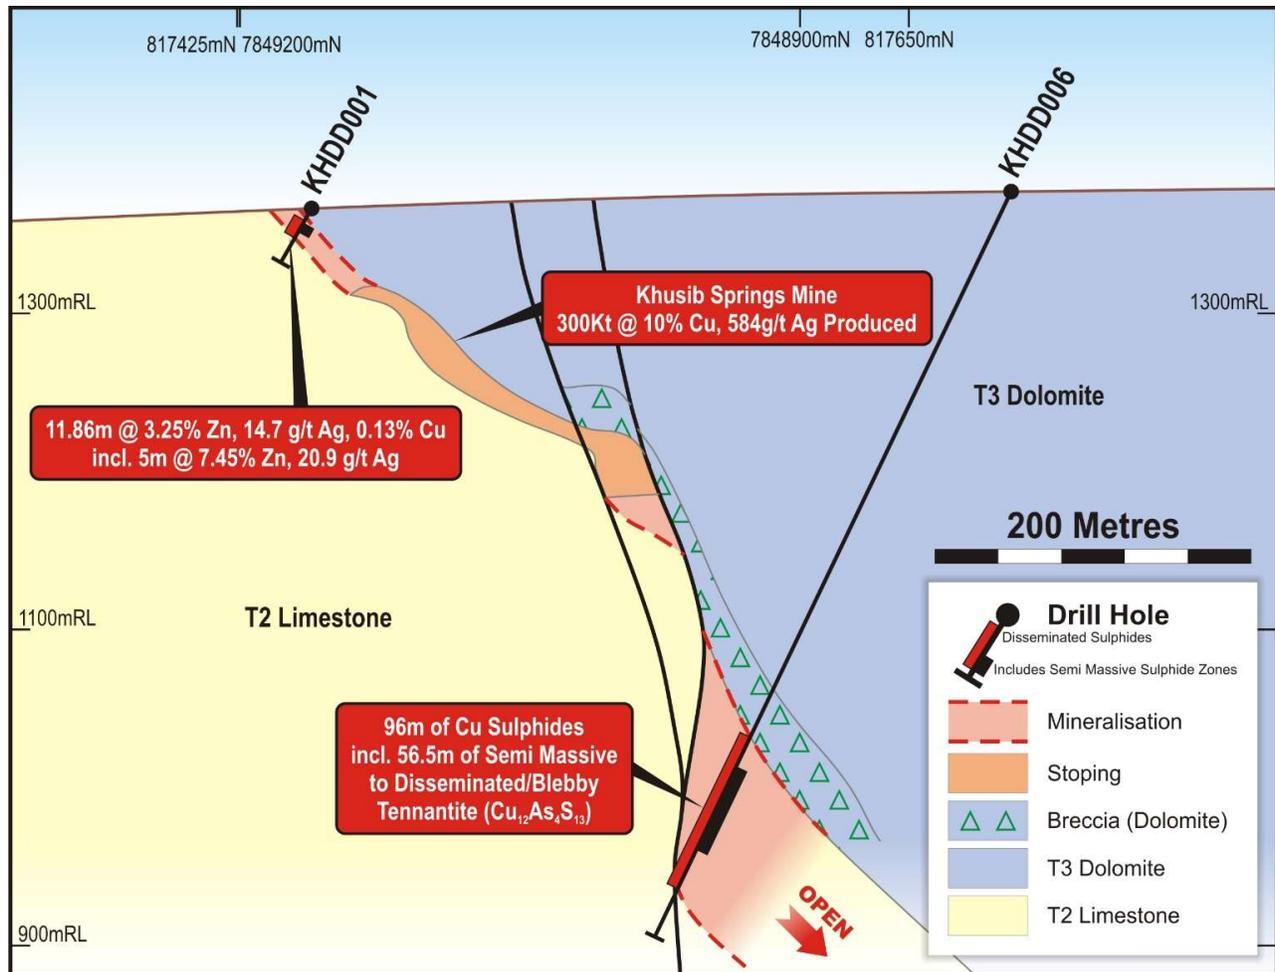 817425mN 7849200mN
7848900mN 817650mN
KHDD001
KHDD006
1300mRL
1300mRL
Khusib Springs Mine
300Kt @ 10% Cu, 584g/t Ag Produced
T3 Dolomite
11.86m @ 3.25% Zn, 14.7 g/t Ag, 0.13% Cu
incl. 5m @ 7.45% Zn, 20.9 g/t Ag
200 Metres
T2 Limestone
1100mRL
96m of Cu Sulphides
incl. 56.5m of Semi Massive
to Disseminated/Blebby
Tennantite (Cu₁₂As₄S₁₃)
OPEN
900mRL
Drill Hole
Disseminated Sulphides
Includes Semi Massive Sulphide Zones
Mineralisation
Stoping
Breccia (Dolomite)
T3 Dolomite
T2 Limestone